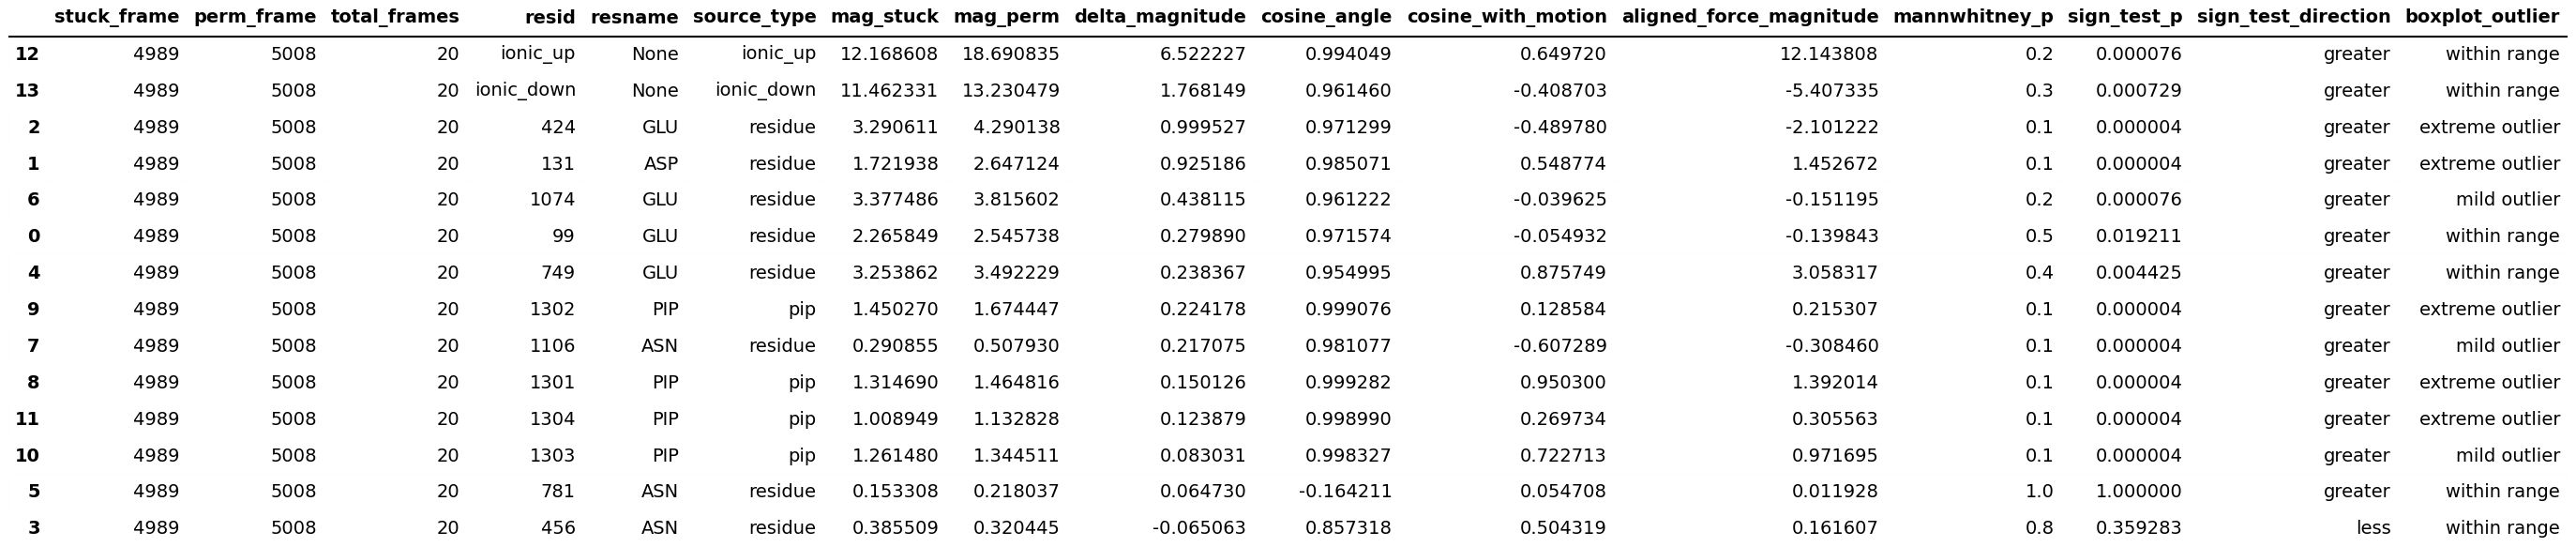 stuck_frame perm_frame total_frames resid resname source_type mag_stuck mag_perm delta_magnitude cosine_angle cosine_with_motion aligned_force_magnitude mannwhitney_p sign_test_p sign_test_direction boxplot_outlier
12 4989 5008 20 ionic_up None ionic_up 12.168608 18.690835 6.522227 0.994049 0.649720 12.143808 0.2 0.000076 greater within range
13 4989 5008 20 ionic_down None ionic_down 11.462331 13.230479 1.768149 0.961460 -0.408703 -5.407335 0.3 0.000729 greater within range
2 4989 5008 20 424 GLU residue 3.290611 4.290138 0.999527 0.971299 -0.489780 -2.101222 0.1 0.000004 greater extreme outlier
1 4989 5008 20 131 ASP residue 1.721938 2.647124 0.925186 0.985071 0.548774 1.452672 0.1 0.000004 greater extreme outlier
6 4989 5008 20 1074 GLU residue 3.377486 3.815602 0.438115 0.961222 -0.039625 -0.151195 0.2 0.000076 greater mild outlier
0 4989 5008 20 99 GLU residue 2.265849 2.545738 0.279890 0.971574 -0.054932 -0.139843 0.5 0.019211 greater within range
4 4989 5008 20 749 GLU residue 3.253862 3.492229 0.238367 0.954995 0.875749 3.058317 0.4 0.004425 greater within range
9 4989 5008 20 1302 PIP pip 1.450270 1.674447 0.224178 0.999076 0.128584 0.215307 0.1 0.000004 greater extreme outlier
7 4989 5008 20 1106 ASN residue 0.290855 0.507930 0.217075 0.981077 -0.607289 -0.308460 0.1 0.000004 greater mild outlier
8 4989 5008 20 1301 PIP pip 1.314690 1.464816 0.150126 0.999282 0.950300 1.392014 0.1 0.000004 greater extreme outlier
11 4989 5008 20 1304 PIP pip 1.008949 1.132828 0.123879 0.998990 0.269734 0.305563 0.1 0.000004 greater extreme outlier
10 4989 5008 20 1303 PIP pip 1.261480 1.344511 0.083031 0.998327 0.722713 0.971695 0.1 0.000004 greater mild outlier
5 4989 5008 20 781 ASN residue 0.153308 0.218037 0.064730 -0.164211 0.054708 0.011928 1.0 1.000000 greater within range
3 4989 5008 20 456 ASN residue 0.385509 0.320445 -0.065063 0.857318 0.504319 0.161607 0.8 0.359283 less within range